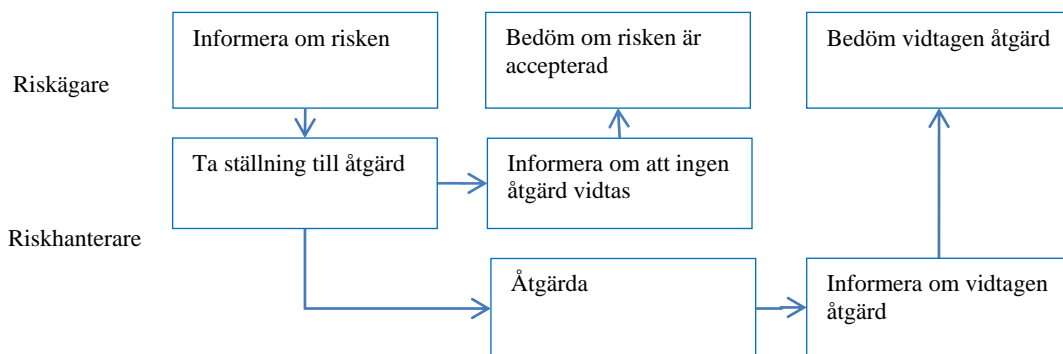 Riskägare
Informera om risken
Bedöm om risken är
accepterad
Bedöm vidtagen åtgärd
Riskhanterare
Ta ställning till åtgärd
Informera om att ingen
åtgärd vidtas
Åtgärda
Informera om vidtagen
åtgärd